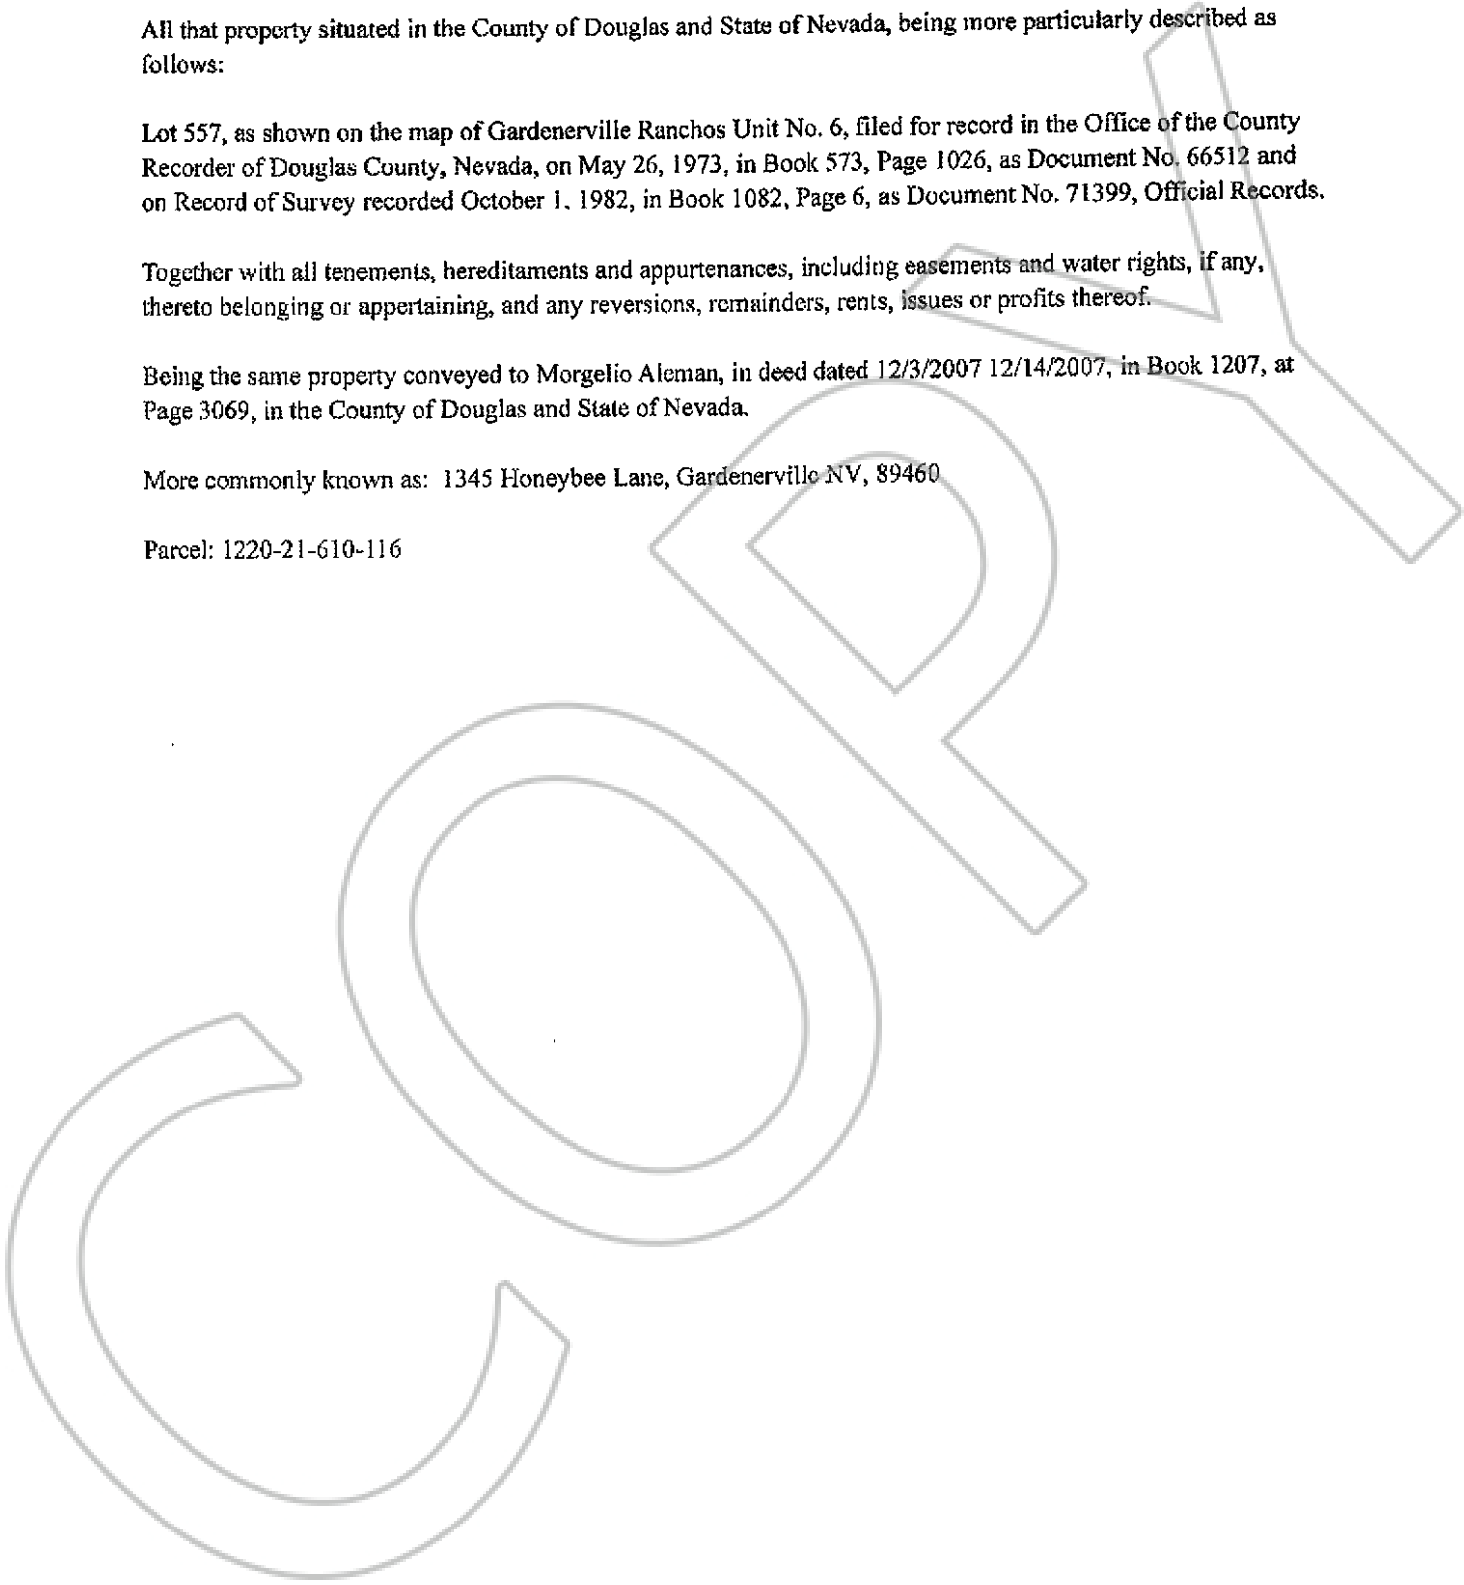 All that property situated in the County of Douglas and State of Nevada, being more particularly described as
follows:
Lot 557, as shown on the map of Gardenerville Ranchos Unit No. 6, filed for record in the Office of the County
Recorder of Douglas County, Nevada, on May 26, 1973, in Book 573, Page 1026, as Document No. 66512 and
on Record of Survey recorded October 1, 1982, in Book 1082, Page 6, as Document No. 71399, Official Records.
Together with all tenements, hereditaments and appurtenances, including easements and water rights, if any,
thereto belonging or appertaining, and any reversions, remainders, rents, issues or profits thereof.
Being the same property conveyed to Morgelio Aleman, in deed dated 12/3/2007 12/14/2007, in Book 1207, at
Page 3069, in the County of Douglas and State of Nevada.
More commonly known as: 1345 Honeybee Lane, Gardenerville NV, 89460
Parcel: 1220-21-610-116
COPY